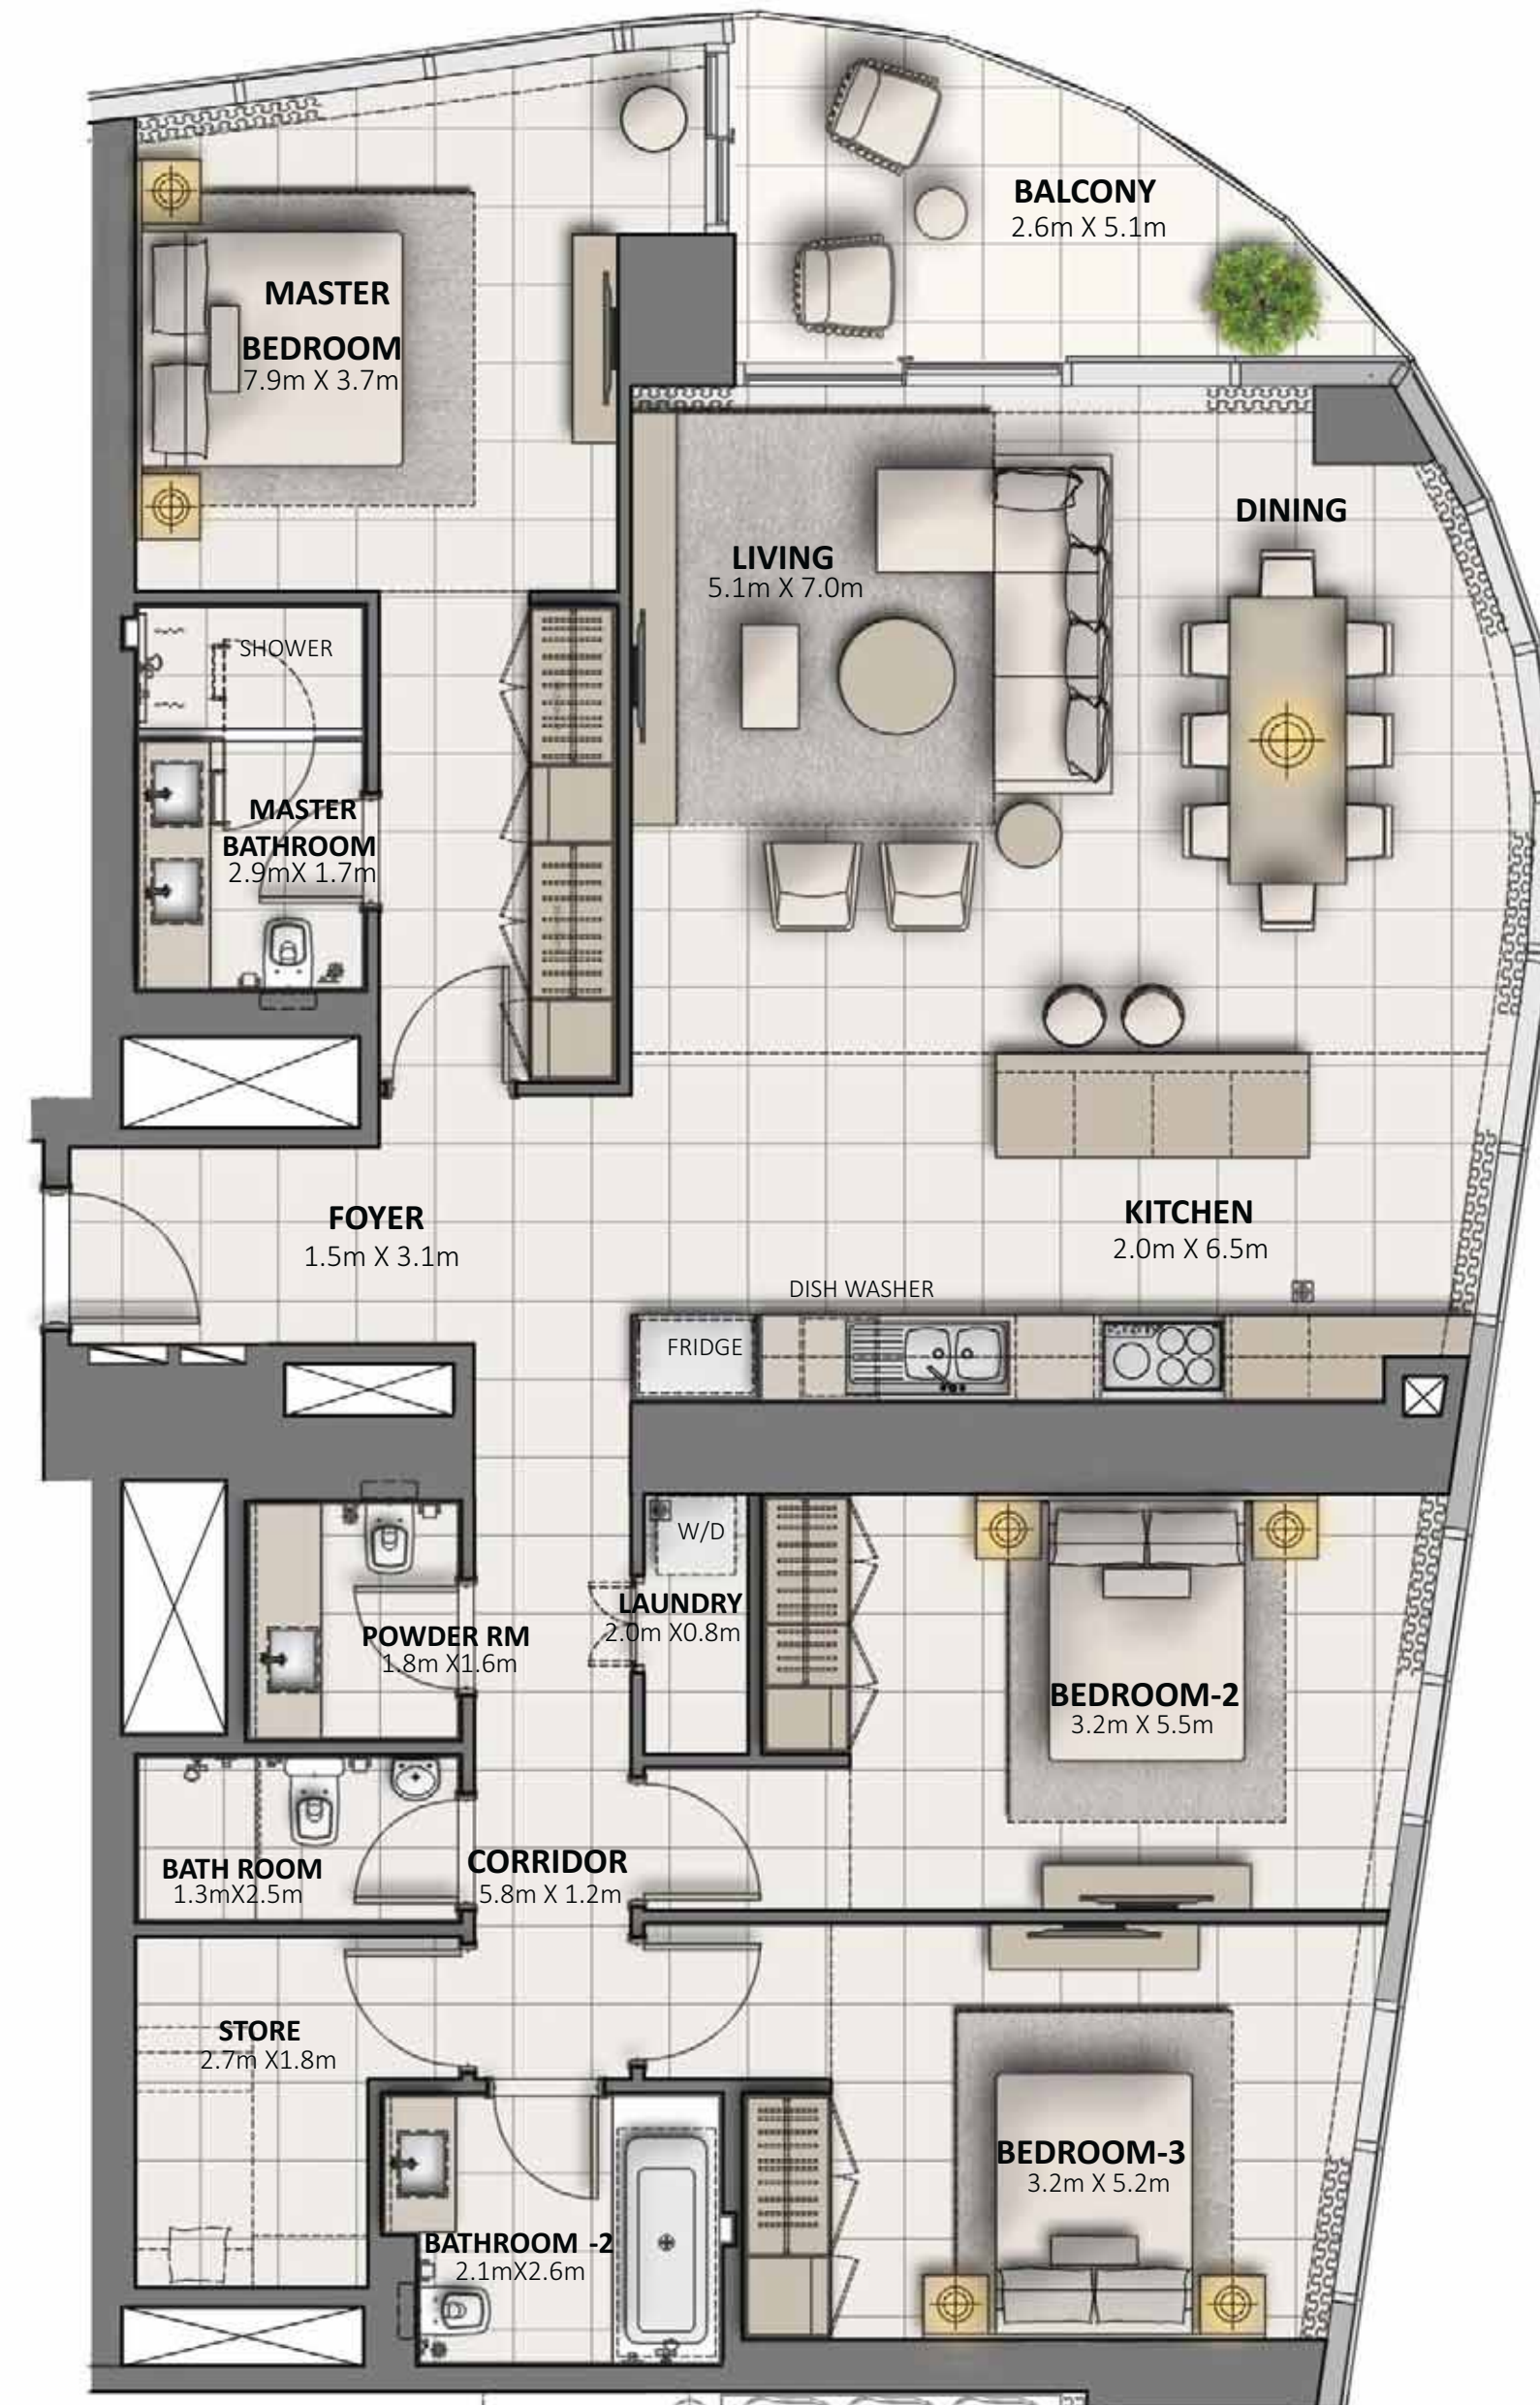 BALCONY
2.6m X 5.1m
MASTER
BEDROOM
7.9m X 3.7m
DINING
LIVING
5.1m X 7.0m
SHOWER
MASTER
BATHROOM
2.9mX 1.7m
FOYER
1.5m X 3.1m
KITCHEN
2.0m X 6.5m
DISH WASHER
FRIDGE
W/D
LAUNDRY
2.0m X0.8m
POWDER RM
1.8m X1.6m
BEDROOM-2
3.2m X 5.5m
BATH ROOM
1.3mX2.5m
CORRIDOR
5.8m X 1.2m
STORE
2.7m X1.8m
BEDROOM-3
3.2m X 5.2m
BATHROOM -2
2.1mX2.6m